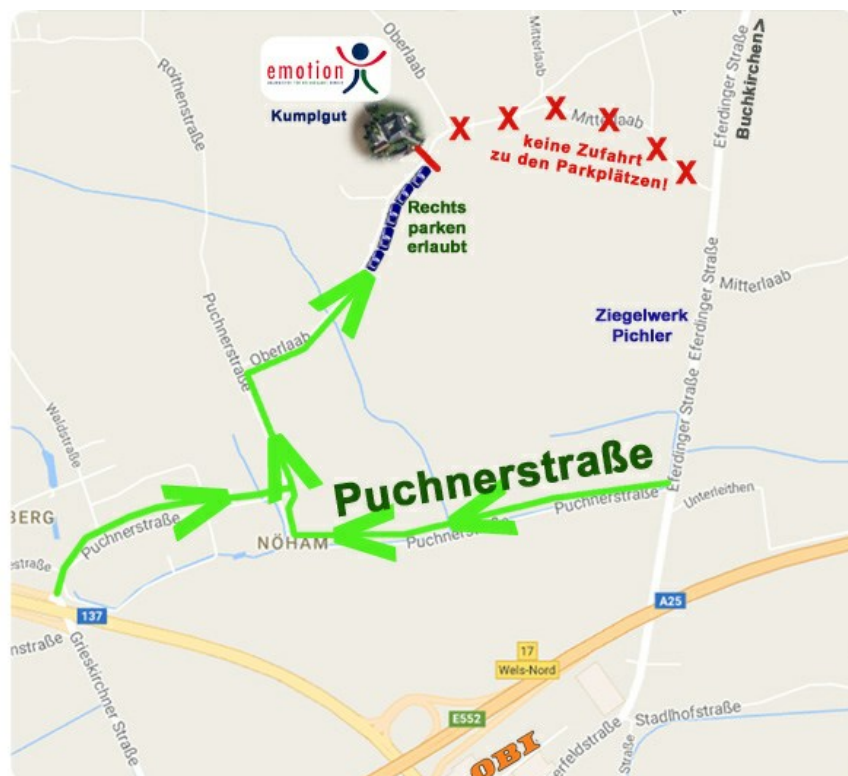 emotion
Kumplgut
Roithenstraße
Oberlaab
Mitterlaab
Eferdinger Straße
Buchkirchen >
X X X X X X
Mitterlaab
keine Zufahrt
zu den Parkplätzen!
Rechts
parken
erlaubt
Mitterlaab
Eferdinger Straße
Ziegelwerk
Pichler
Puchnerstraße
Oberlaab
Eferdinger Straße
Waldstraße
Puchnerstraße
Puchnerstraße
Unterleithen
BERG
Puchnerstraße
NÖHAM
Puchnerstraße
137
A25
Grieskirchner Straße
nstraße
17
Wels-Nord
E552
OBI
Stadlhofstraße
erfeldstraße
Straße